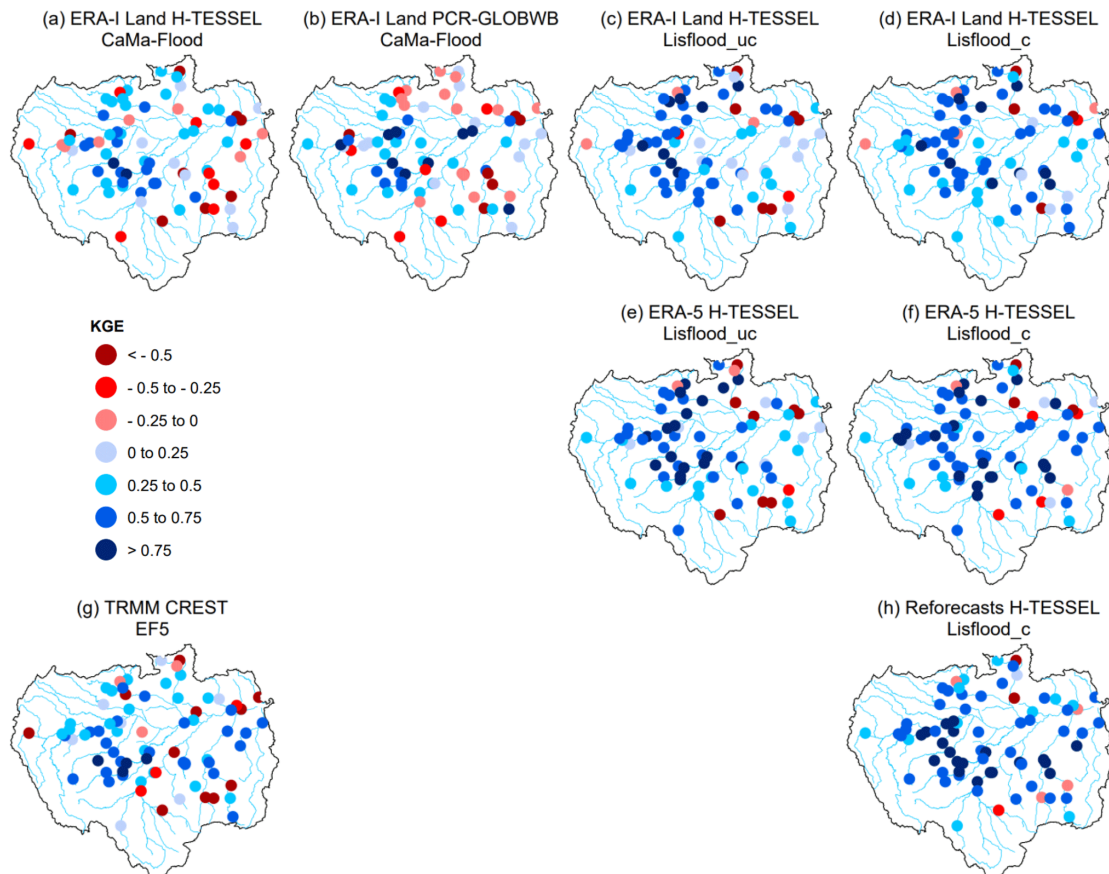 (a) ERA-I Land H-TESSEL
CaMa-Flood
(b) ERA-I Land PCR-GLOBWB
CaMa-Flood
(c) ERA-I Land H-TESSEL
Lisflood_uc
(d) ERA-I Land H-TESSEL
Lisflood_c
(e) ERA-5 H-TESSEL
Lisflood_uc
(f) ERA-5 H-TESSEL
Lisflood_c
KGE
< - 0.5
- 0.5 to - 0.25
- 0.25 to 0
0 to 0.25
0.25 to 0.5
0.5 to 0.75
> 0.75
(g) TRMM CREST
EF5
(h) Reforecasts H-TESSEL
Lisflood_c